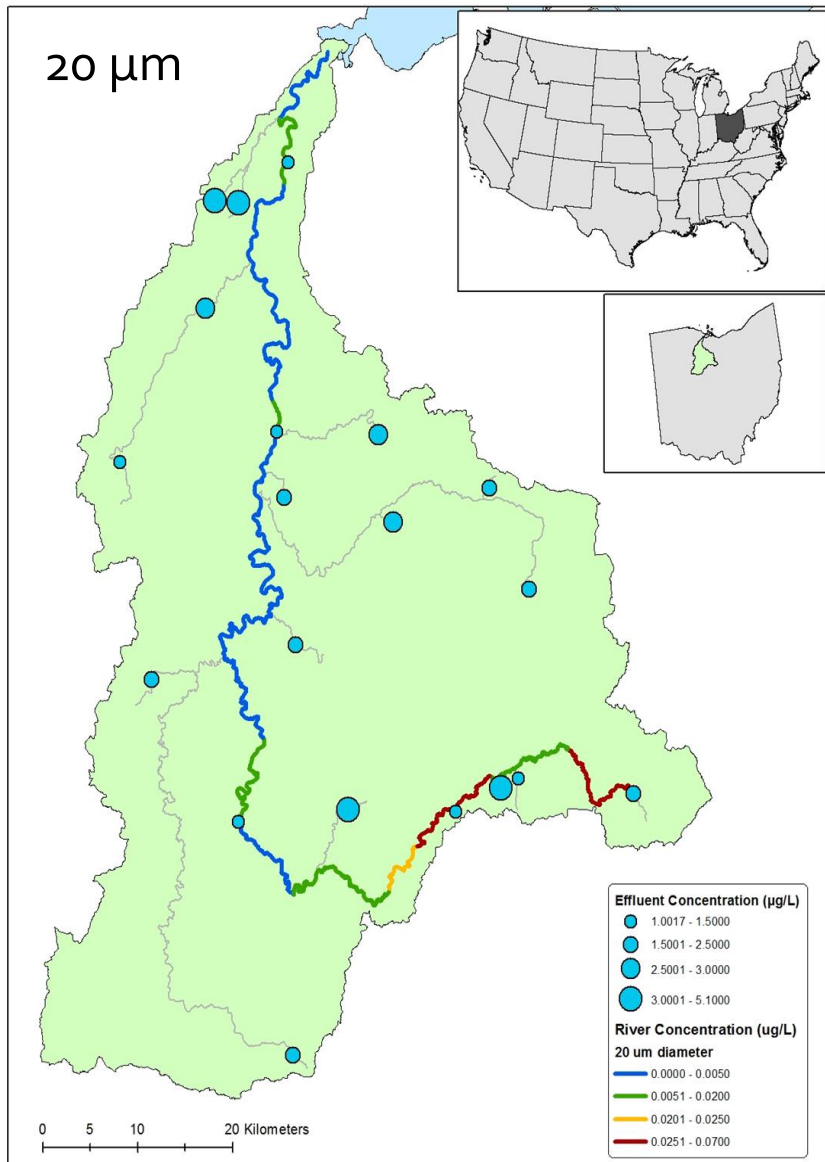 20 µm
Effluent Concentration (µg/L)
1.0017 - 1.5000
1.5001 - 2.5000
2.5001 - 3.0000
3.0001 - 5.1000
River Concentration (ug/L)
20 um diameter
0.0000 - 0.0050
0.0051 - 0.0200
0.0201 - 0.0250
0.0251 - 0.0700
0 5 10 20 Kilometers